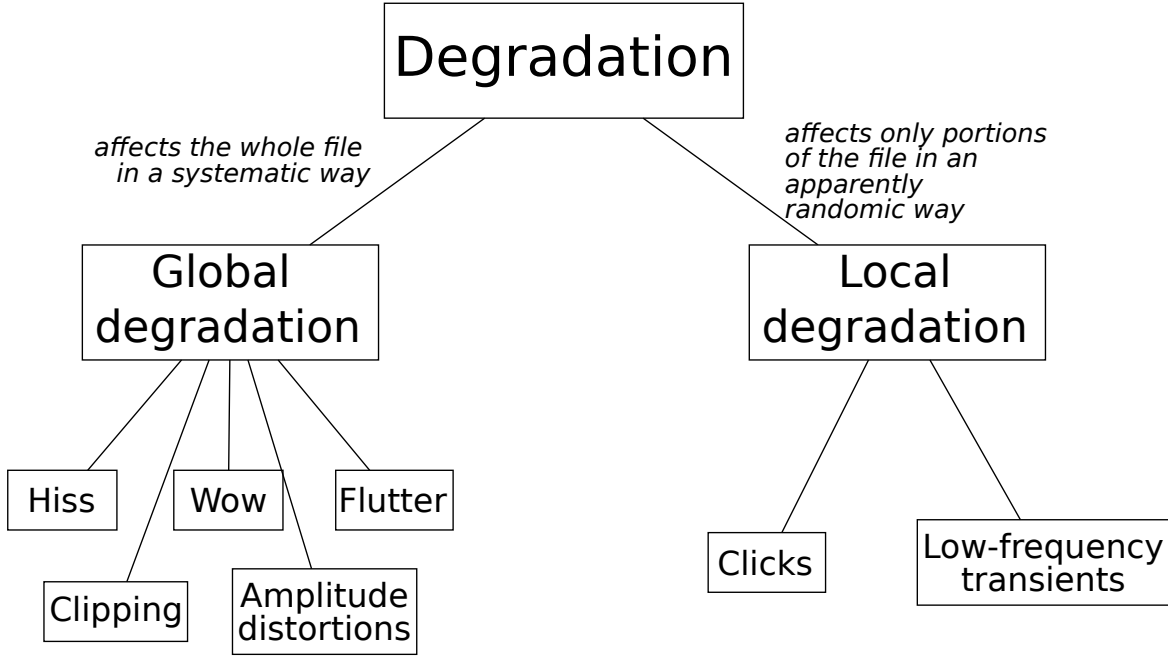 Degradation
affects the whole file
in a systematic way
affects only portions
of the file in an
apparently
randomic way
Global
degradation
Local
degradation
Hiss
Wow
Flutter
Clipping
Amplitude
distortions
Clicks
Low-frequency
transients